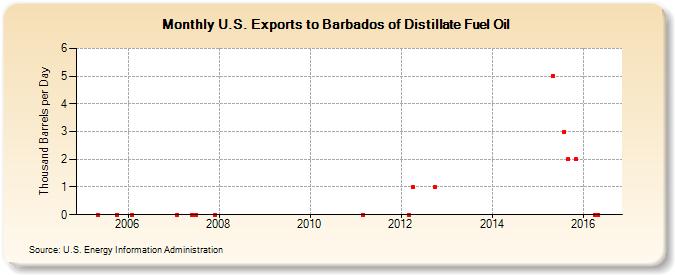 Monthly U.S. Exports to Barbados of Distillate Fuel Oil
Thousand Barrels per Day
6
5
4
3
2
1
0
2006 2008 2010 2012 2014 2016
Source: U.S. Energy Information Administration